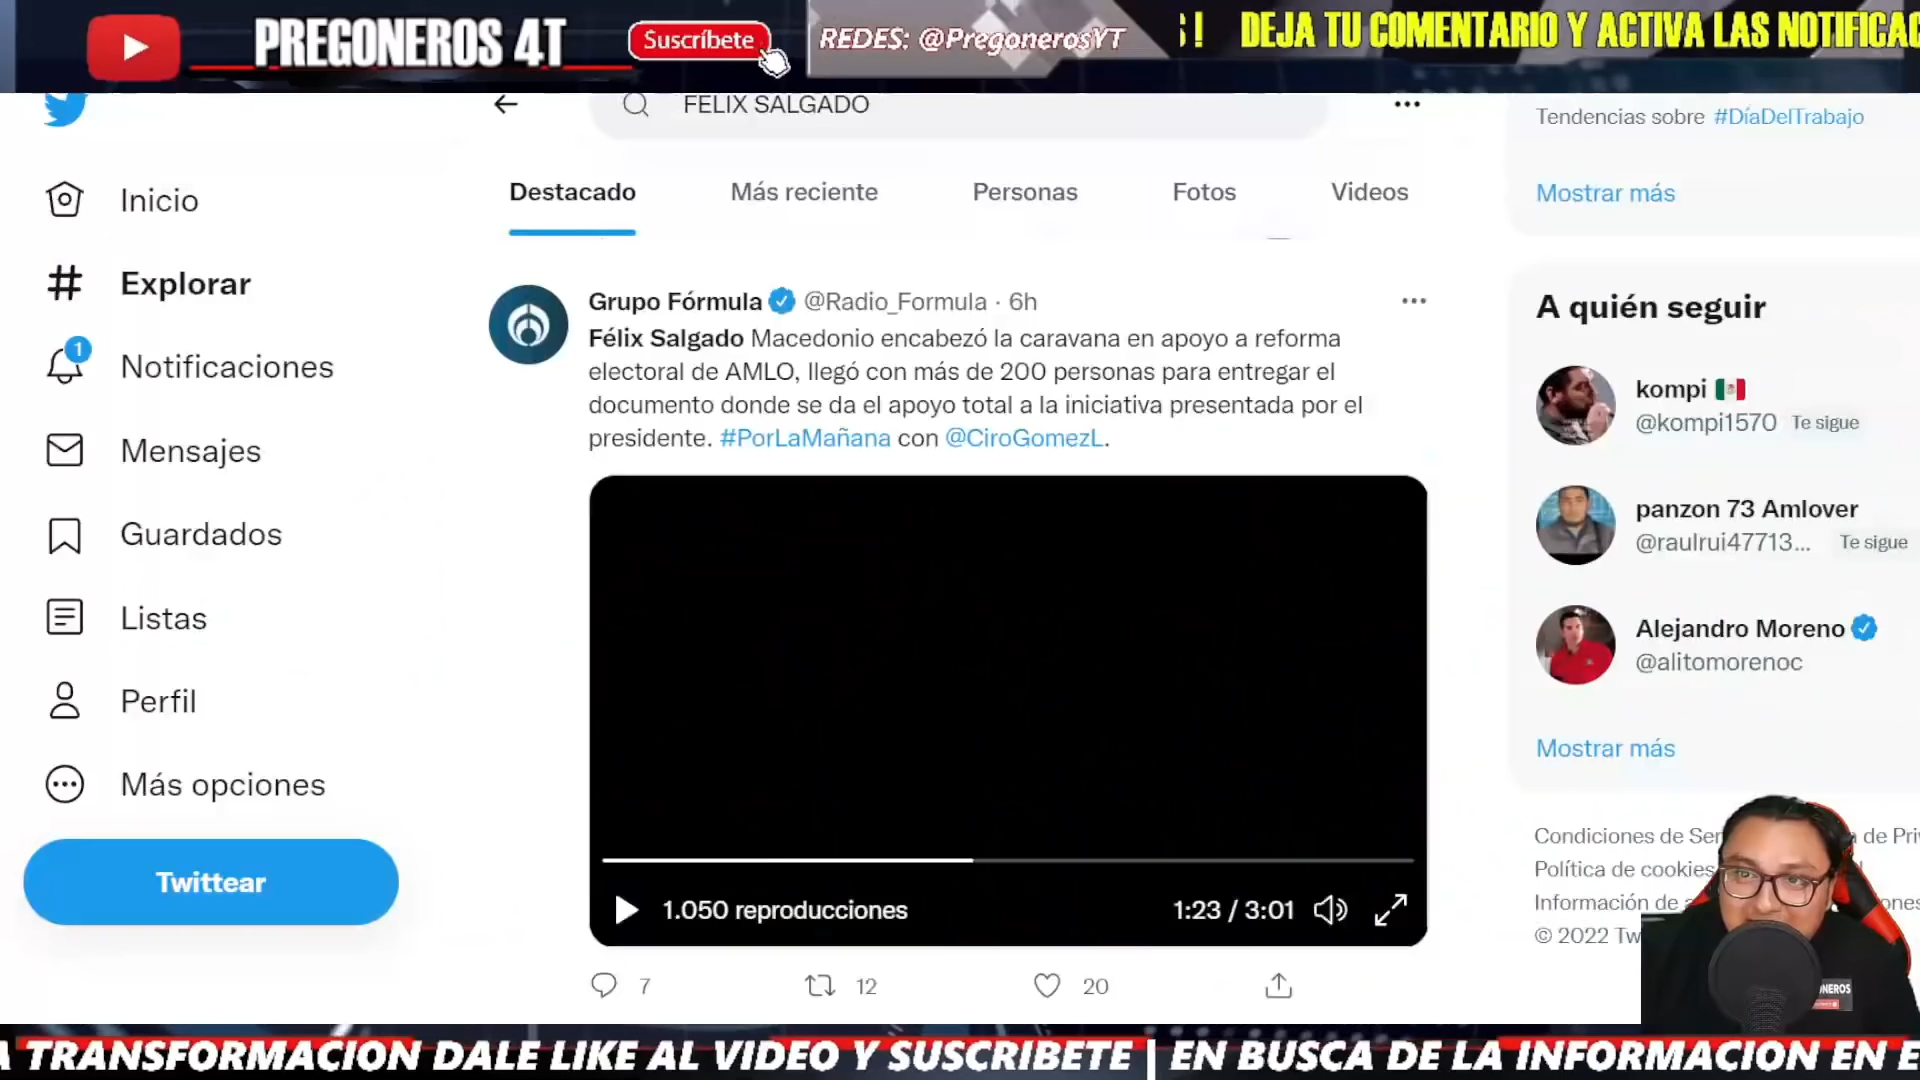 PREGONEROS 4T
Suscríbete
REDES: @PregonerosYT
! DEJA TU COMENTARIO Y ACTIVA LAS NOTIFICAC
FELIX SALGADO
Tendencias sobre #DíaDelTrabajo
Mostrar más
Inicio
Explorar
1
Notificaciones
Mensajes
Guardados
Listas
Perfil
Más opciones
Twittear
Destacado Más reciente Personas Fotos Videos
Grupo Fórmula @Radio_Formula · 6h
Félix Salgado Macedonio encabezó la caravana en apoyo a reforma
electoral de AMLO, llegó con más de 200 personas para entregar el
documento donde se da el apoyo total a la iniciativa presentada por el
presidente. #PorLaMañana con @CiroGomezL.
1.050 reproducciones 1:23 / 3:01
7 12 20
A quién seguir
kompi
@kompi1570 Te sigue
panzon 73 Amlover
@raulrui47713... Te sigue
Alejandro Moreno
@alitomorenoc
Mostrar más
Condiciones de Ser a de Pri
Política de cookies
Información de a ones
© 2022 Tw
ONEROS
A TRANSFORMACION DALE LIKE AL VIDEO Y SUSCRIBETE | EN BUSCA DE LA INFORMACION EN E